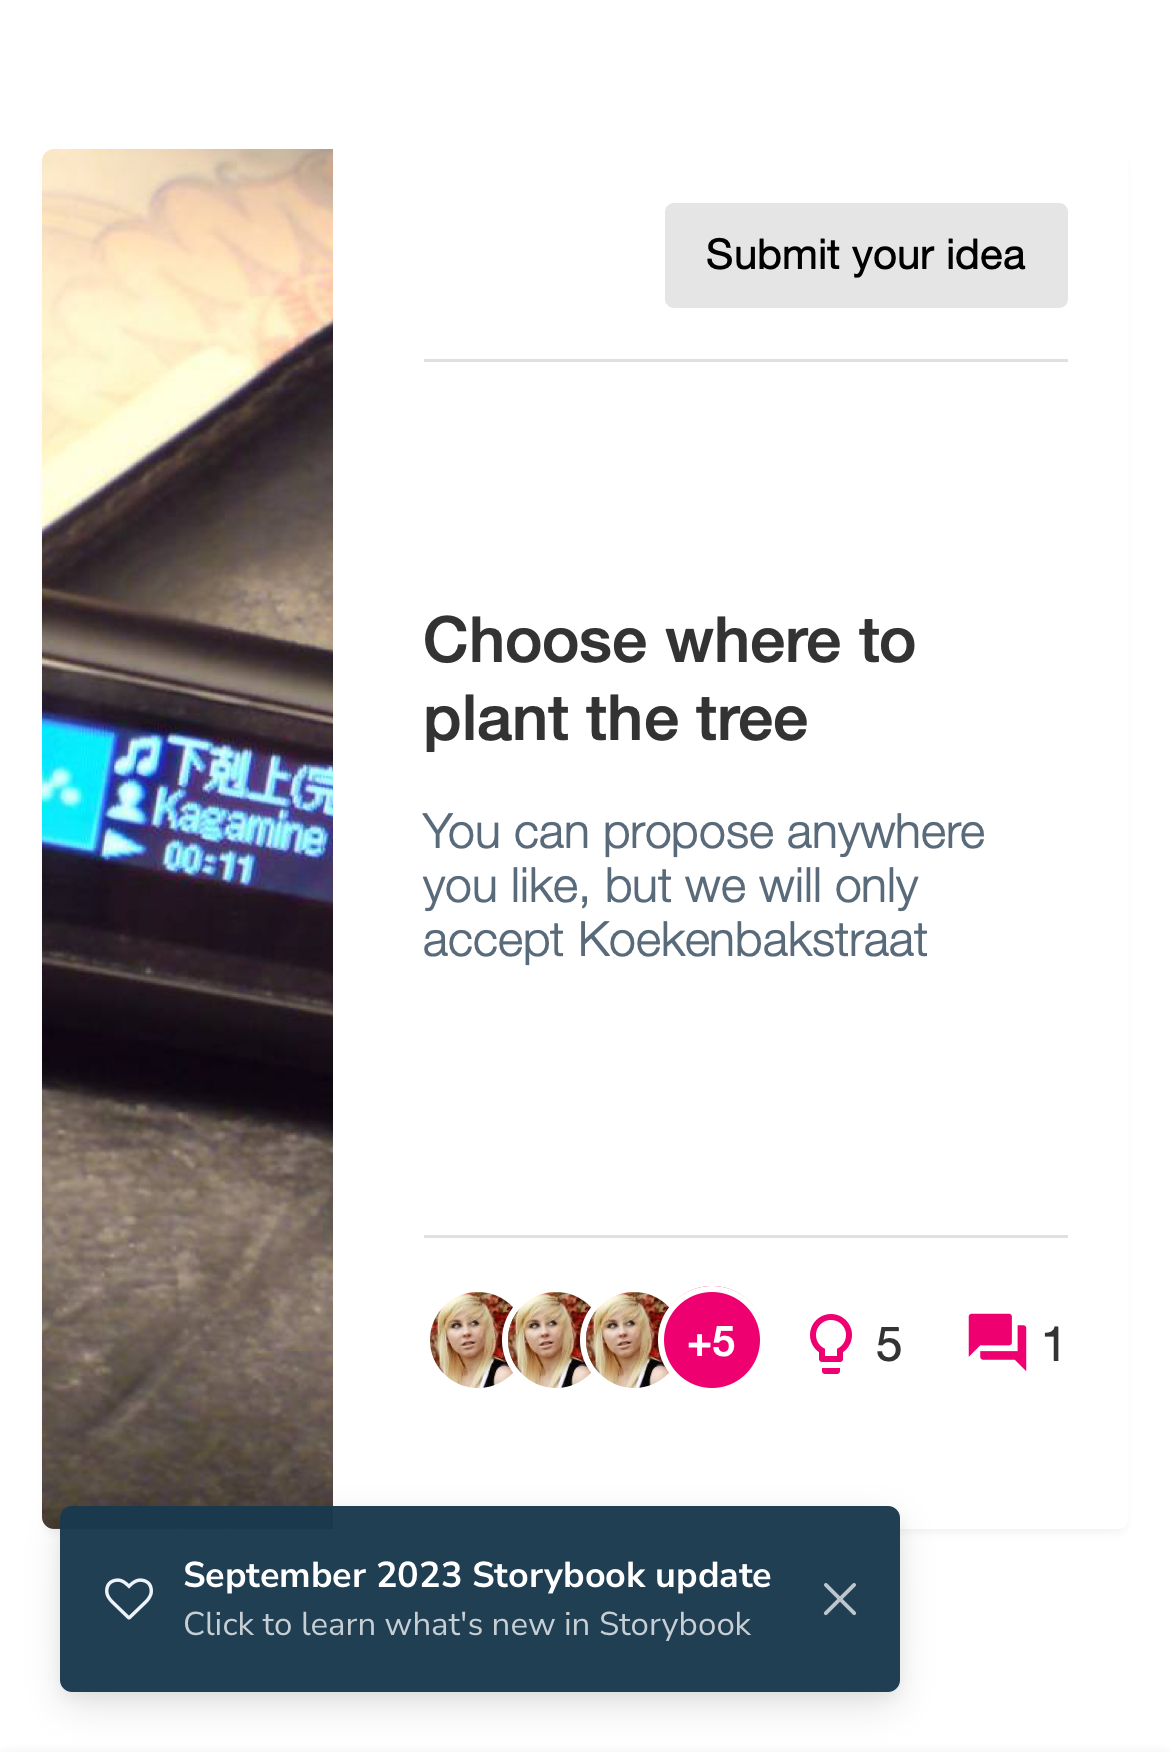 Submit your idea
下剋上(完
Kagamine
00:11
Choose where to
plant the tree
You can propose anywhere
you like, but we will only
accept Koekenbakstraat
+5
5
1
September 2023 Storybook update
Click to learn what's new in Storybook